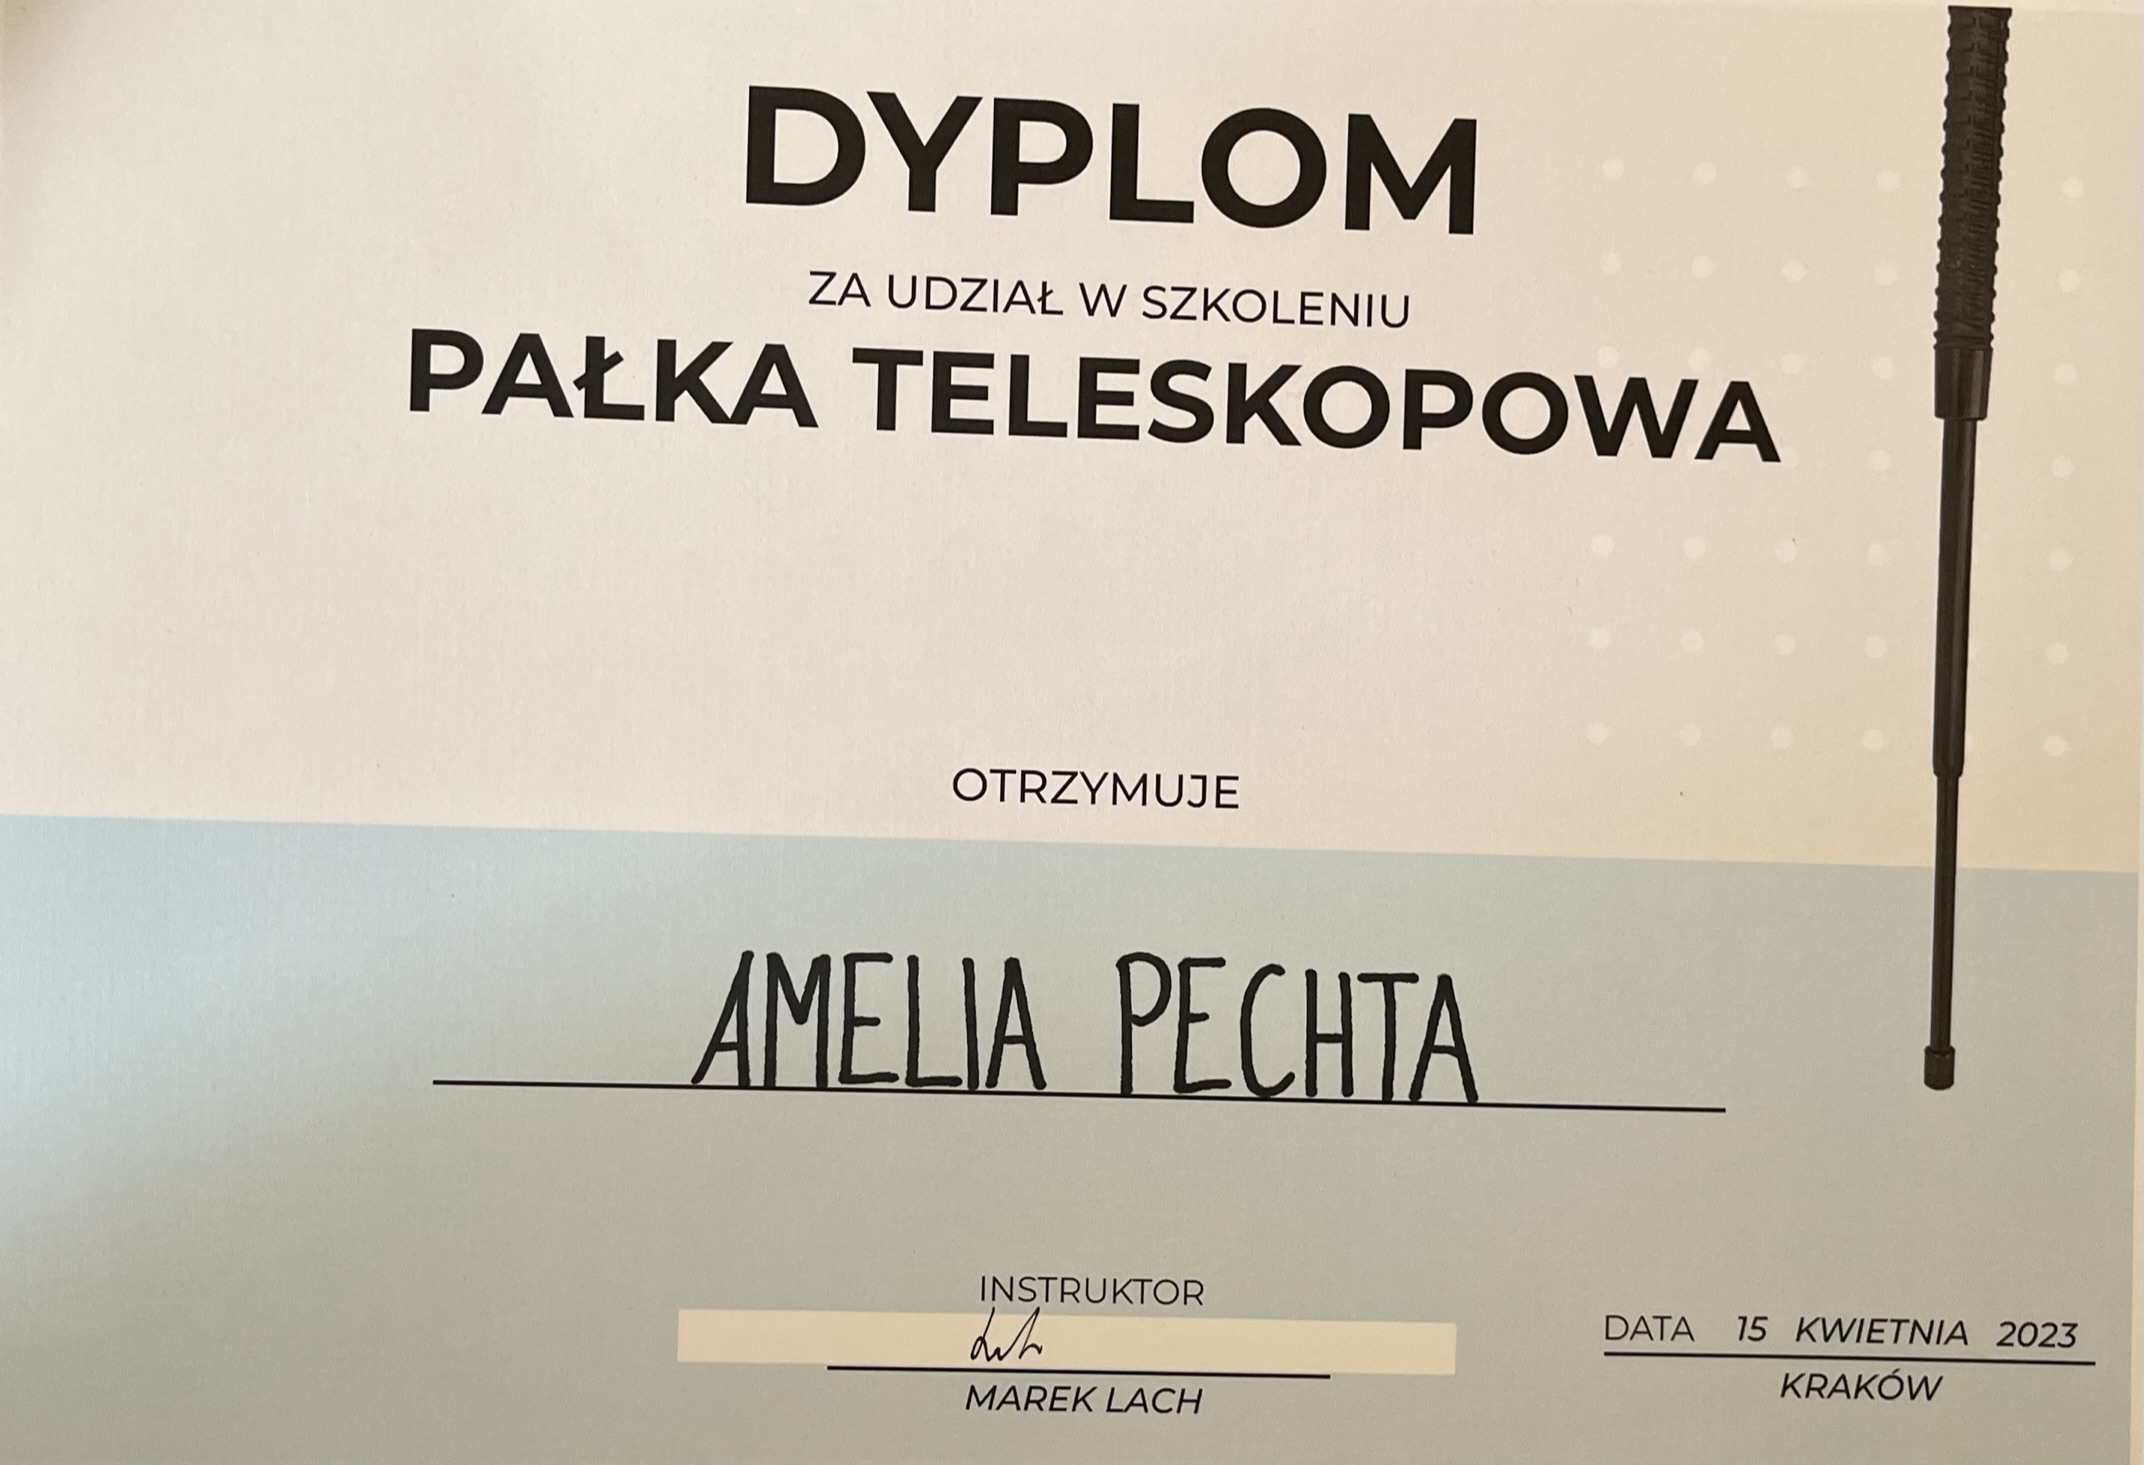 DYPLOM
ZA UDZIAŁ W SZKOLENIU
PAŁKA TELESKOPOWA
OTRZYMUJE
AMELIA PECHTA
INSTRUKTOR
MAREK LACH
DATA 15 KWIETNIA 2023
KRAKÓW